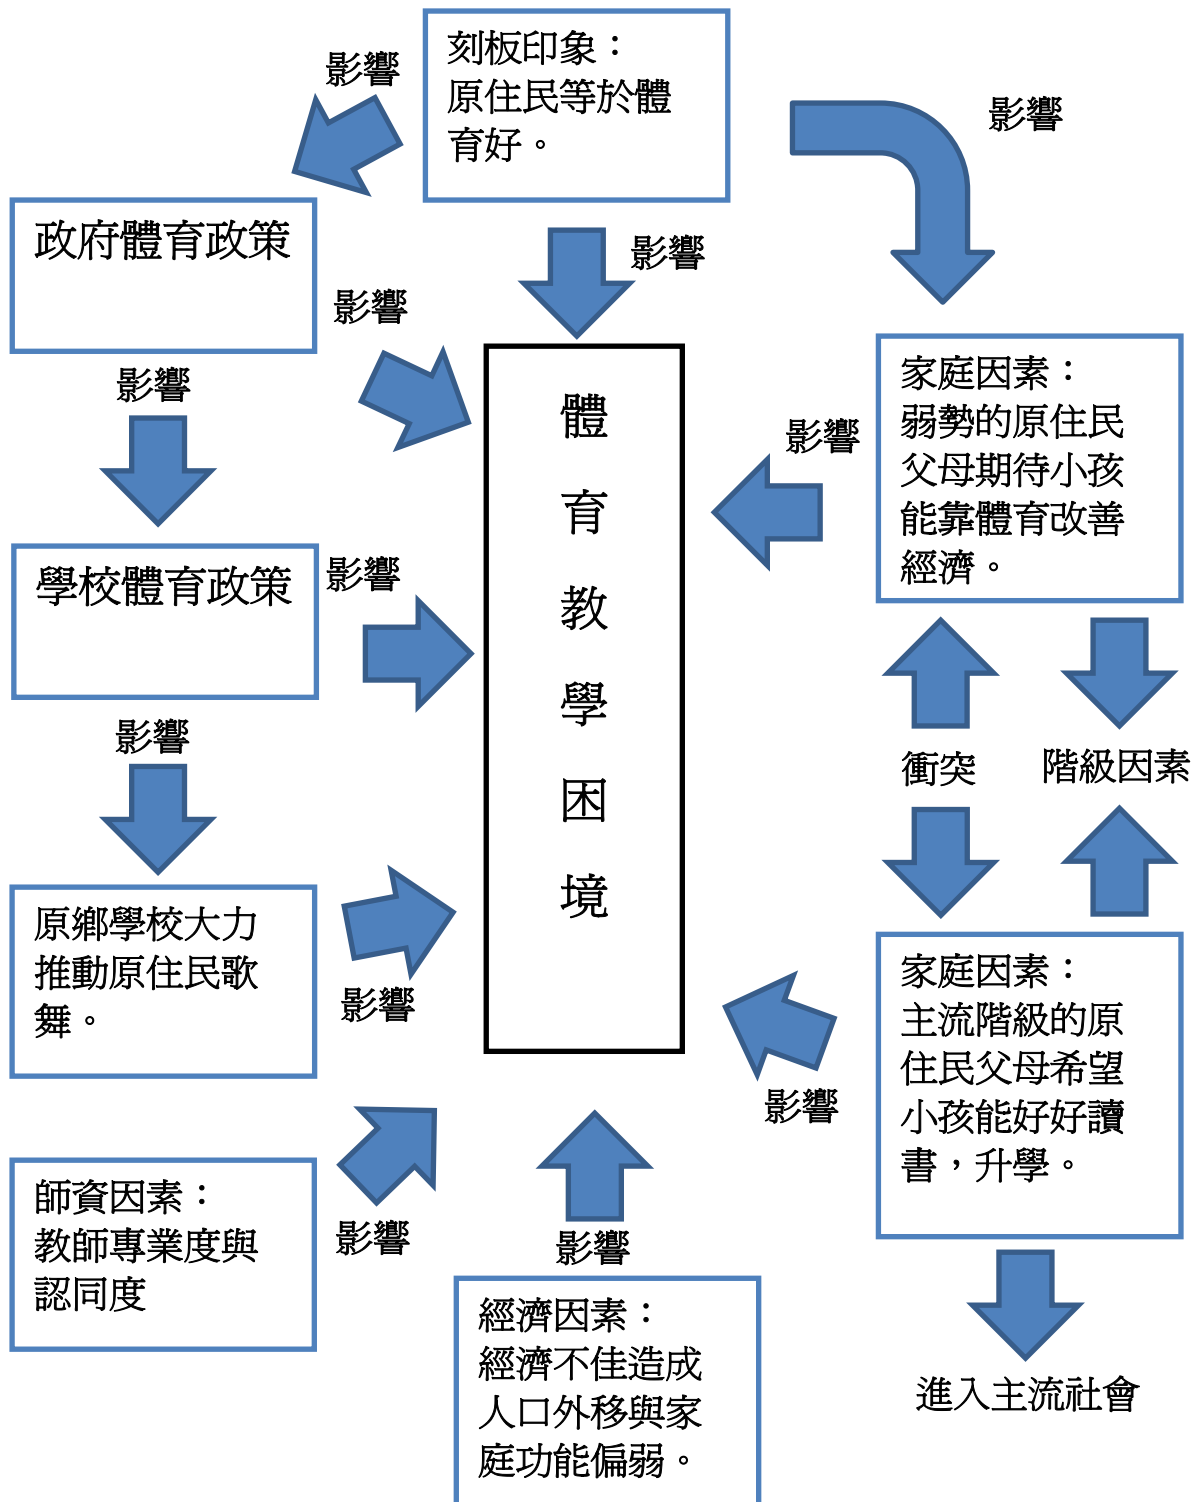 刻板印象：
原住民等於體
育好。
影響
影響
影響
政府體育政策
影響
影響
體
育
教
學
困
境
家庭因素：
弱勢的原住民
父母期待小孩
能靠體育改善
經濟。
影響
學校體育政策
影響
影響
衝突
階級因素
原鄉學校大力
推動原住民歌
舞。
影響
家庭因素：
主流階級的原
住民父母希望
小孩能好好讀
書，升學。
影響
師資因素：
教師專業度與
認同度
影響
影響
經濟因素：
經濟不佳造成
人口外移與家
庭功能偏弱。
進入主流社會